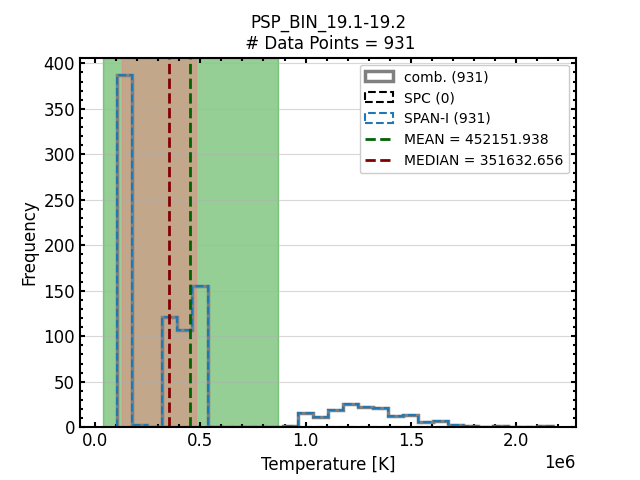 PSP_BIN_19.1-19.2
# Data Points = 931
comb. (931)
SPC (0)
SPAN-I (931)
MEAN = 452151.938
MEDIAN = 351632.656
Frequency
400
350
300
250
200
150
100
50
0
0.0 0.5 1.0 1.5 2.0
1e6
Temperature [K]